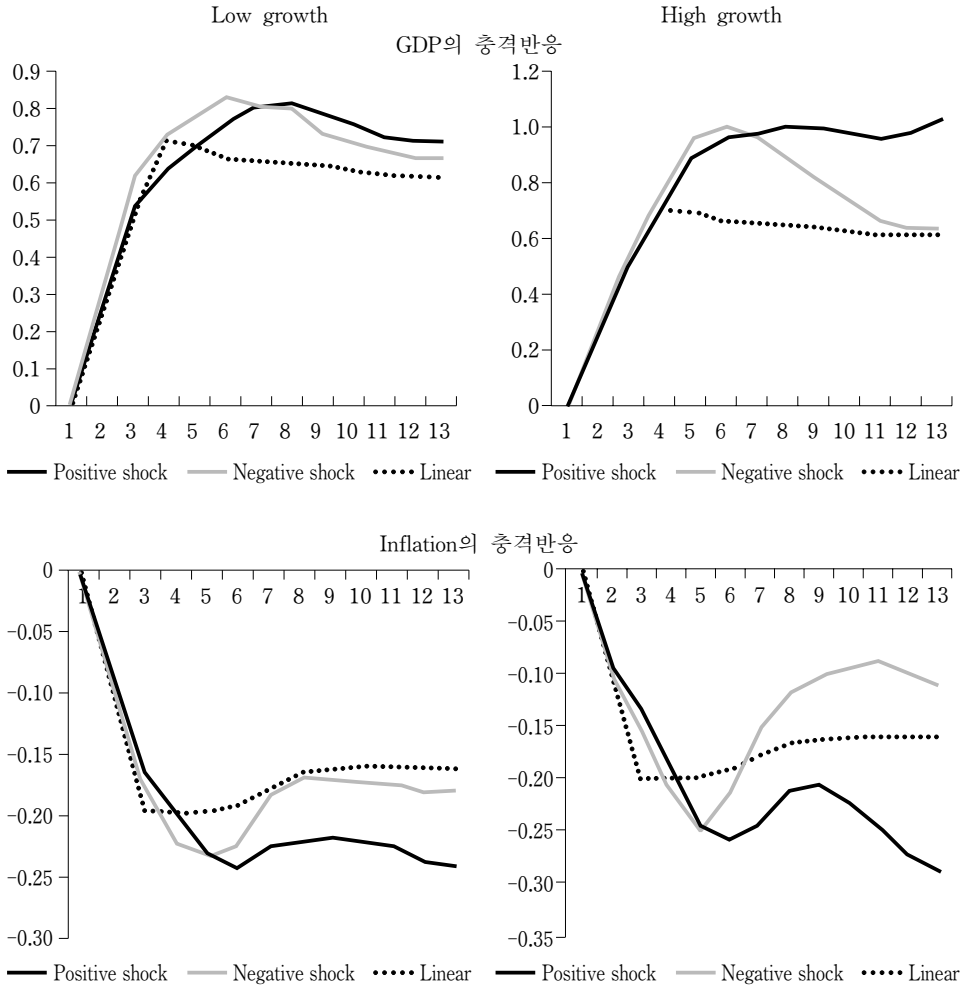 Low growth
High growth
GDP의 충격반응
0.9
0.8
0.7
0.6
0.5
0.4
0.3
0.2
0.1
0
1 2 3 4 5 6 7 8 9 10 11 12 13
Positive shock Negative shock Linear
1.2
1.0
0.8
0.6
0.4
0.2
0
1 2 3 4 5 6 7 8 9 10 11 12 13
Positive shock Negative shock Linear
Inflation의 충격반응
0
1 2 3 4 5 6 7 8 9 10 11 12 13
-0.05
-0.10
-0.15
-0.20
-0.25
-0.30
Positive shock Negative shock Linear
0
1 2 3 4 5 6 7 8 9 10 11 12 13
-0.05
-0.10
-0.15
-0.20
-0.25
-0.30
-0.35
Positive shock Negative shock Linear